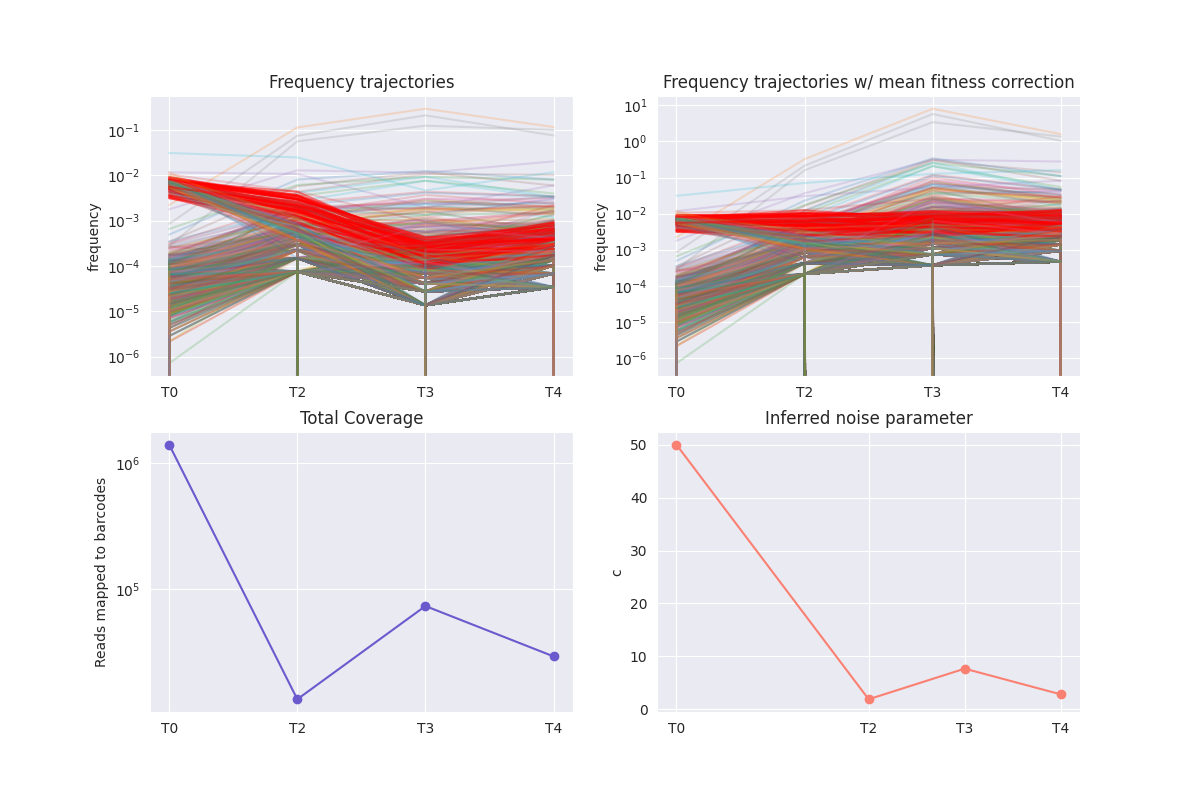 Frequency trajectories
frequency
10⁻¹
10⁻²
10⁻³
10⁻⁴
10⁻⁵
10⁻⁶
T0 T2 T3 T4
Frequency trajectories w/ mean fitness correction
frequency
10¹
10⁰
10⁻¹
10⁻²
10⁻³
10⁻⁴
10⁻⁵
10⁻⁶
T0 T2 T3 T4
Total Coverage
Reads mapped to barcodes
10⁶
10⁵
T0 T2 T3 T4
Inferred noise parameter
c
50
40
30
20
10
0
T0 T2 T3 T4